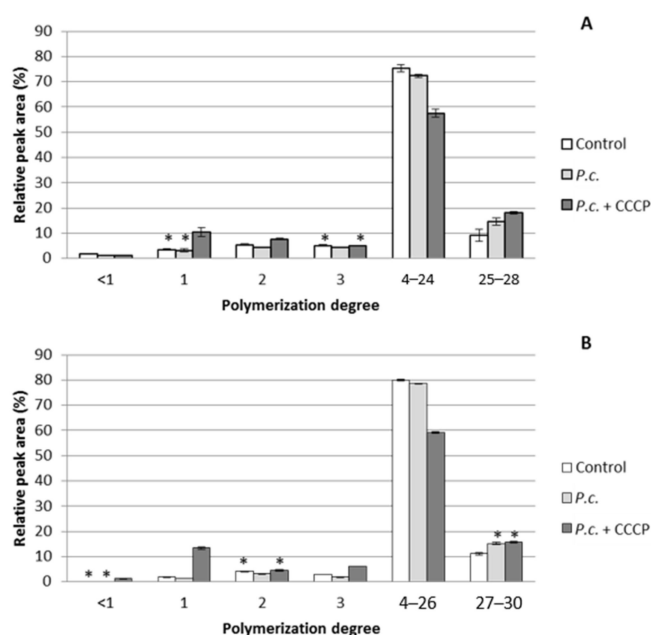 A
Relative peak area (%)
90
80
70
60
50
40
30
20
10
0
* * * *
<1 1 2 3 4–24 25–28
Polymerization degree
Control
P.c.
P.c. + CCCP
B
Relative peak area (%)
90
80
70
60
50
40
30
20
10
0
* * * * * *
<1 1 2 3 4–26 27–30
Polymerization degree
Control
P.c.
P.c. + CCCP